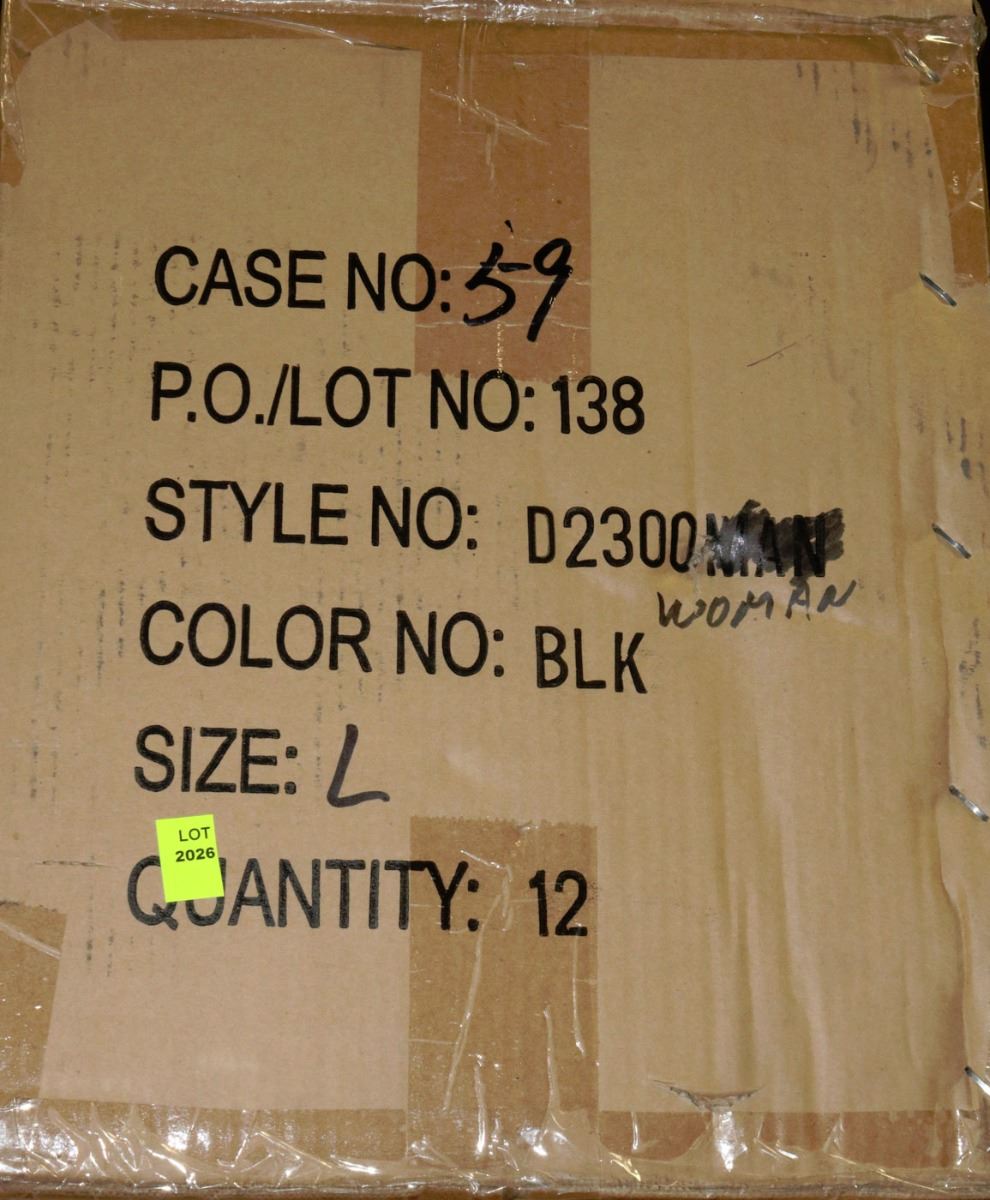 CASE NO: 59
P.O./LOT NO: 138
STYLE NO: D2300MAN
WOMAN
COLOR NO: BLK
SIZE: L
LOT
2026
QUANTITY: 12